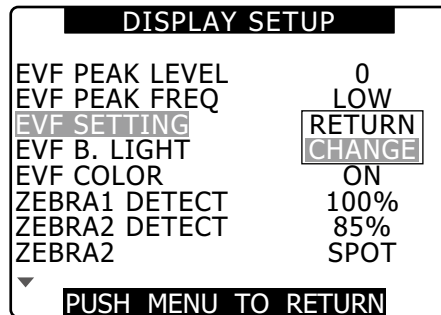 DISPLAY SETUP
EVF PEAK LEVEL 0
EVF PEAK FREQ LOW
EVF SETTING RETURN
EVF B. LIGHT CHANGE
EVF COLOR ON
ZEBRA1 DETECT 100%
ZEBRA2 DETECT 85%
ZEBRA2 SPOT
PUSH MENU TO RETURN